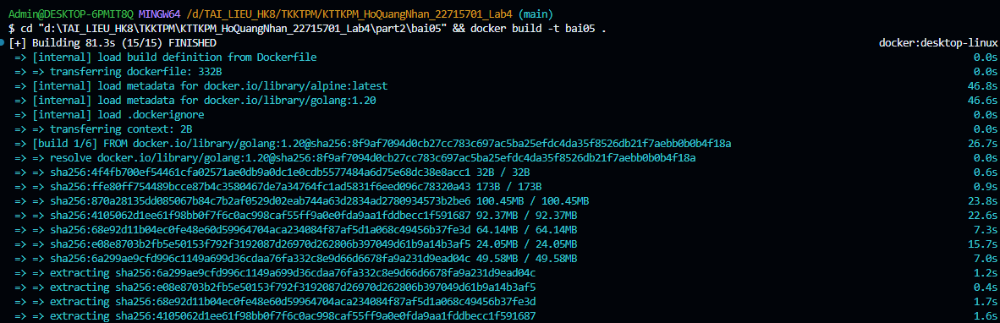 Admin@DESKTOP-6PMIT8Q MINGW64 /d/TAI_LIEU_HK8/TKKTPM/KTTKPM_HoQuangNhan_22715701_Lab4 (main)
$ cd "d:\TAI_LIEU_HK8\TKKTPM\KTTKPM_HoQuangNhan_22715701_Lab4\part2\bai05" && docker build -t bai05 .
[+] Building 81.3s (15/15) FINISHED docker:desktop-linux
=> [internal] load build definition from Dockerfile 0.0s
=> => transferring dockerfile: 332B 0.0s
=> [internal] load metadata for docker.io/library/alpine:latest 46.8s
=> [internal] load metadata for docker.io/library/golang:1.20 46.6s
=> [internal] load .dockerignore 0.0s
=> => transferring context: 2B 0.0s
=> [build 1/6] FROM docker.io/library/golang:1.20@sha256:8f9af7094d0cb27cc783c697ac5ba25efdc4da35f8526db21f7aebb0b0b4f18a 26.7s
=> => resolve docker.io/library/golang:1.20@sha256:8f9af7094d0cb27cc783c697ac5ba25efdc4da35f8526db21f7aebb0b0b4f18a 0.0s
=> => sha256:4f4fb700ef54461cfa02571ae0db9a0dc1e0cdb5577484a6d75e68dc38e8acc1 32B / 32B 0.6s
=> => sha256:ffe80ff754489bcce87b4c3580467de7a34764fc1ad5831f6eed096c78320a43 173B / 173B 0.9s
=> => sha256:870a28135dd085067b84c7b2af0529d02eab744a63d2834ad2780934573b2be6 100.45MB / 100.45MB 23.8s
=> => sha256:4105062d1ee61f98bb0f7f6c0ac998caf55ff9a0e0fda9aa1fddbecc1f591687 92.37MB / 92.37MB 22.6s
=> => sha256:68e92d11b04ec0fe48e60d59964704aca234084f87af5d1a068c49456b37fe3d 64.14MB / 64.14MB 7.3s
=> => sha256:e08e8703b2fb5e50153f792f3192087d26970d262806b397049d61b9a14b3af5 24.05MB / 24.05MB 15.7s
=> => sha256:6a299ae9cfd996c1149a699d36cdaa76fa332c8e9d66d6678fa9a231d9ead04c 49.58MB / 49.58MB 7.0s
=> => extracting sha256:6a299ae9cfd996c1149a699d36cdaa76fa332c8e9d66d6678fa9a231d9ead04c 1.2s
=> => extracting sha256:e08e8703b2fb5e50153f792f3192087d26970d262806b397049d61b9a14b3af5 0.4s
=> => extracting sha256:68e92d11b04ec0fe48e60d59964704aca234084f87af5d1a068c49456b37fe3d 1.7s
=> => extracting sha256:4105062d1ee61f98bb0f7f6c0ac998caf55ff9a0e0fda9aa1fddbecc1f591687 1.6s